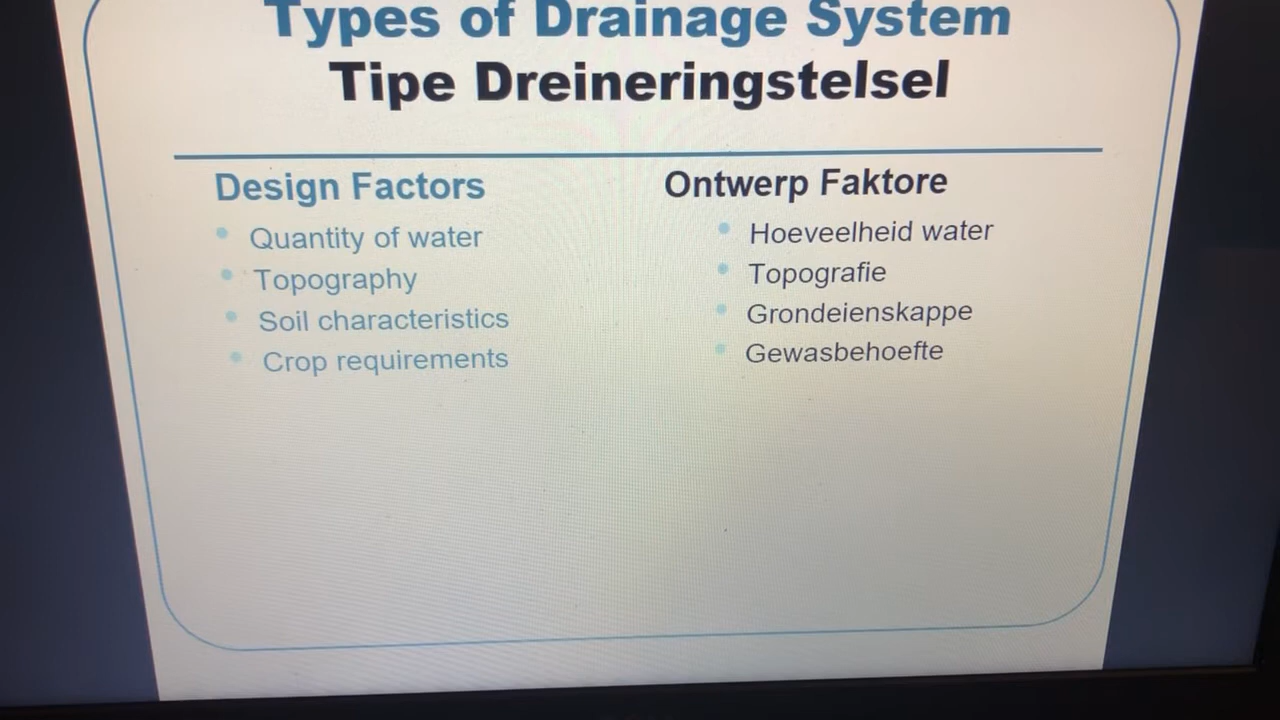 Types of Drainage System
Tipe Dreineringstelsel
Design Factors
Quantity of water
Topography
Soil characteristics
Crop requirements
Ontwerp Faktore
Hoeveelheid water
Topografie
Grondeienskappe
Gewasbehoefte